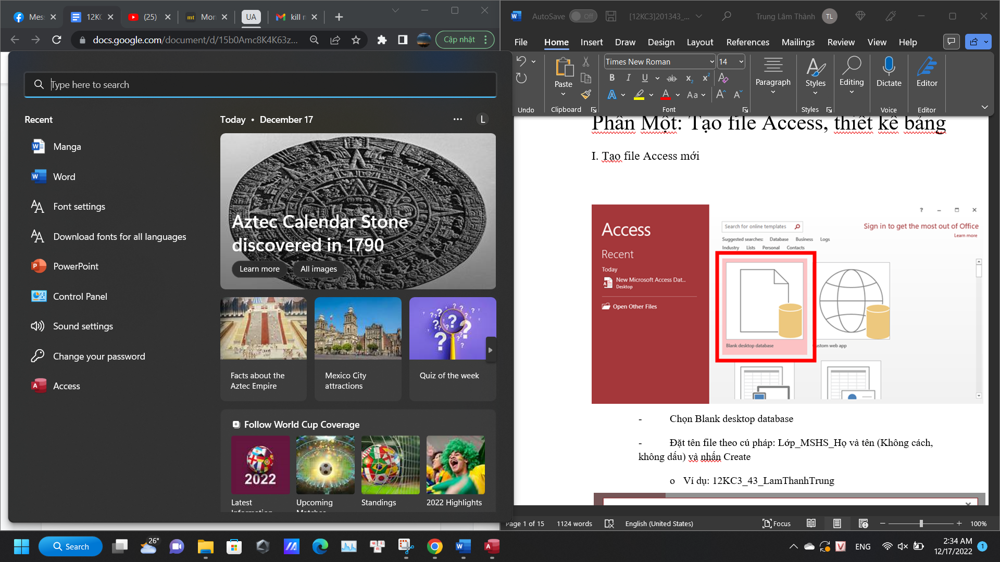 Mes
12K
(25)
mt Mon
UA
kill n
docs.google.com/document/d/15b0Amc8K4K63z...
Cập nhật
Type here to search
Recent
Manga
Word
Font settings
Download fonts for all languages
PowerPoint
Control Panel
Sound settings
Change your password
Access
Today • December 17
L
Aztec Calendar Stone
discovered in 1790
Learn more
All images
Facts about the
Aztec Empire
Mexico City
attractions
Quiz of the week
Follow World Cup Coverage
2022
Latest
Information
Upcoming
Matches
Standings
2022 Highlights
AutoSave Off
[12KC3]201343_...
Trung Lâm Thành TL
File Home Insert Draw Design Layout References Mailings Review View Help
Undo
Paste
Clipboard
Times New Roman 14
B I U ab x₂ x² A
A A Aa A A
Font
Paragraph
Styles
Styles
Editing
Dictate
Voice
Editor
Editor
Phần Một: Tạo file Access, thiết kế bảng
I. Tạo file Access mới
Access
Recent
Today
New Microsoft Access Dat...
Desktop
Open Other Files
Search for online templates
Sign in to get the most out of Office
Learn more
Suggested searches: Database Business Logs
Industry Lists Personal Contacts
Blank desktop database
ustom web app
- Chọn Blank desktop database
- Đặt tên file theo cú pháp: Lớp_MSHS_Họ và tên (Không cách,
không dấu) và nhấn Create
o Ví dụ: 12KC3_43_LamThanhTrung
Page 1 of 15
1124 words
English (United States)
Focus
100%
Search
26°
ENG
2:34 AM
12/17/2022
1